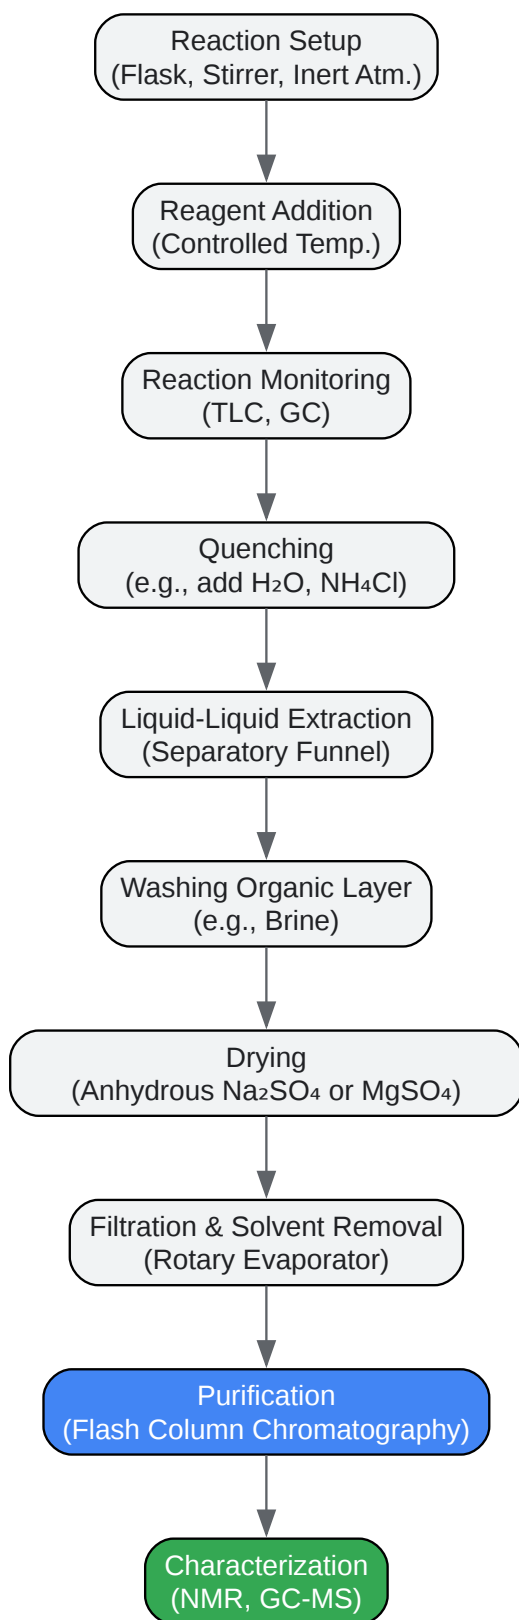 Reaction Setup
(Flask, Stirrer, Inert Atm.)
Reagent Addition
(Controlled Temp.)
Reaction Monitoring
(TLC, GC)
Quenching
(e.g., add H₂O, NH₄Cl)
Liquid-Liquid Extraction
(Separatory Funnel)
Washing Organic Layer
(e.g., Brine)
Drying
(Anhydrous Na₂SO₄ or MgSO₄)
Filtration & Solvent Removal
(Rotary Evaporator)
Purification
(Flash Column Chromatography)
Characterization
(NMR, GC-MS)